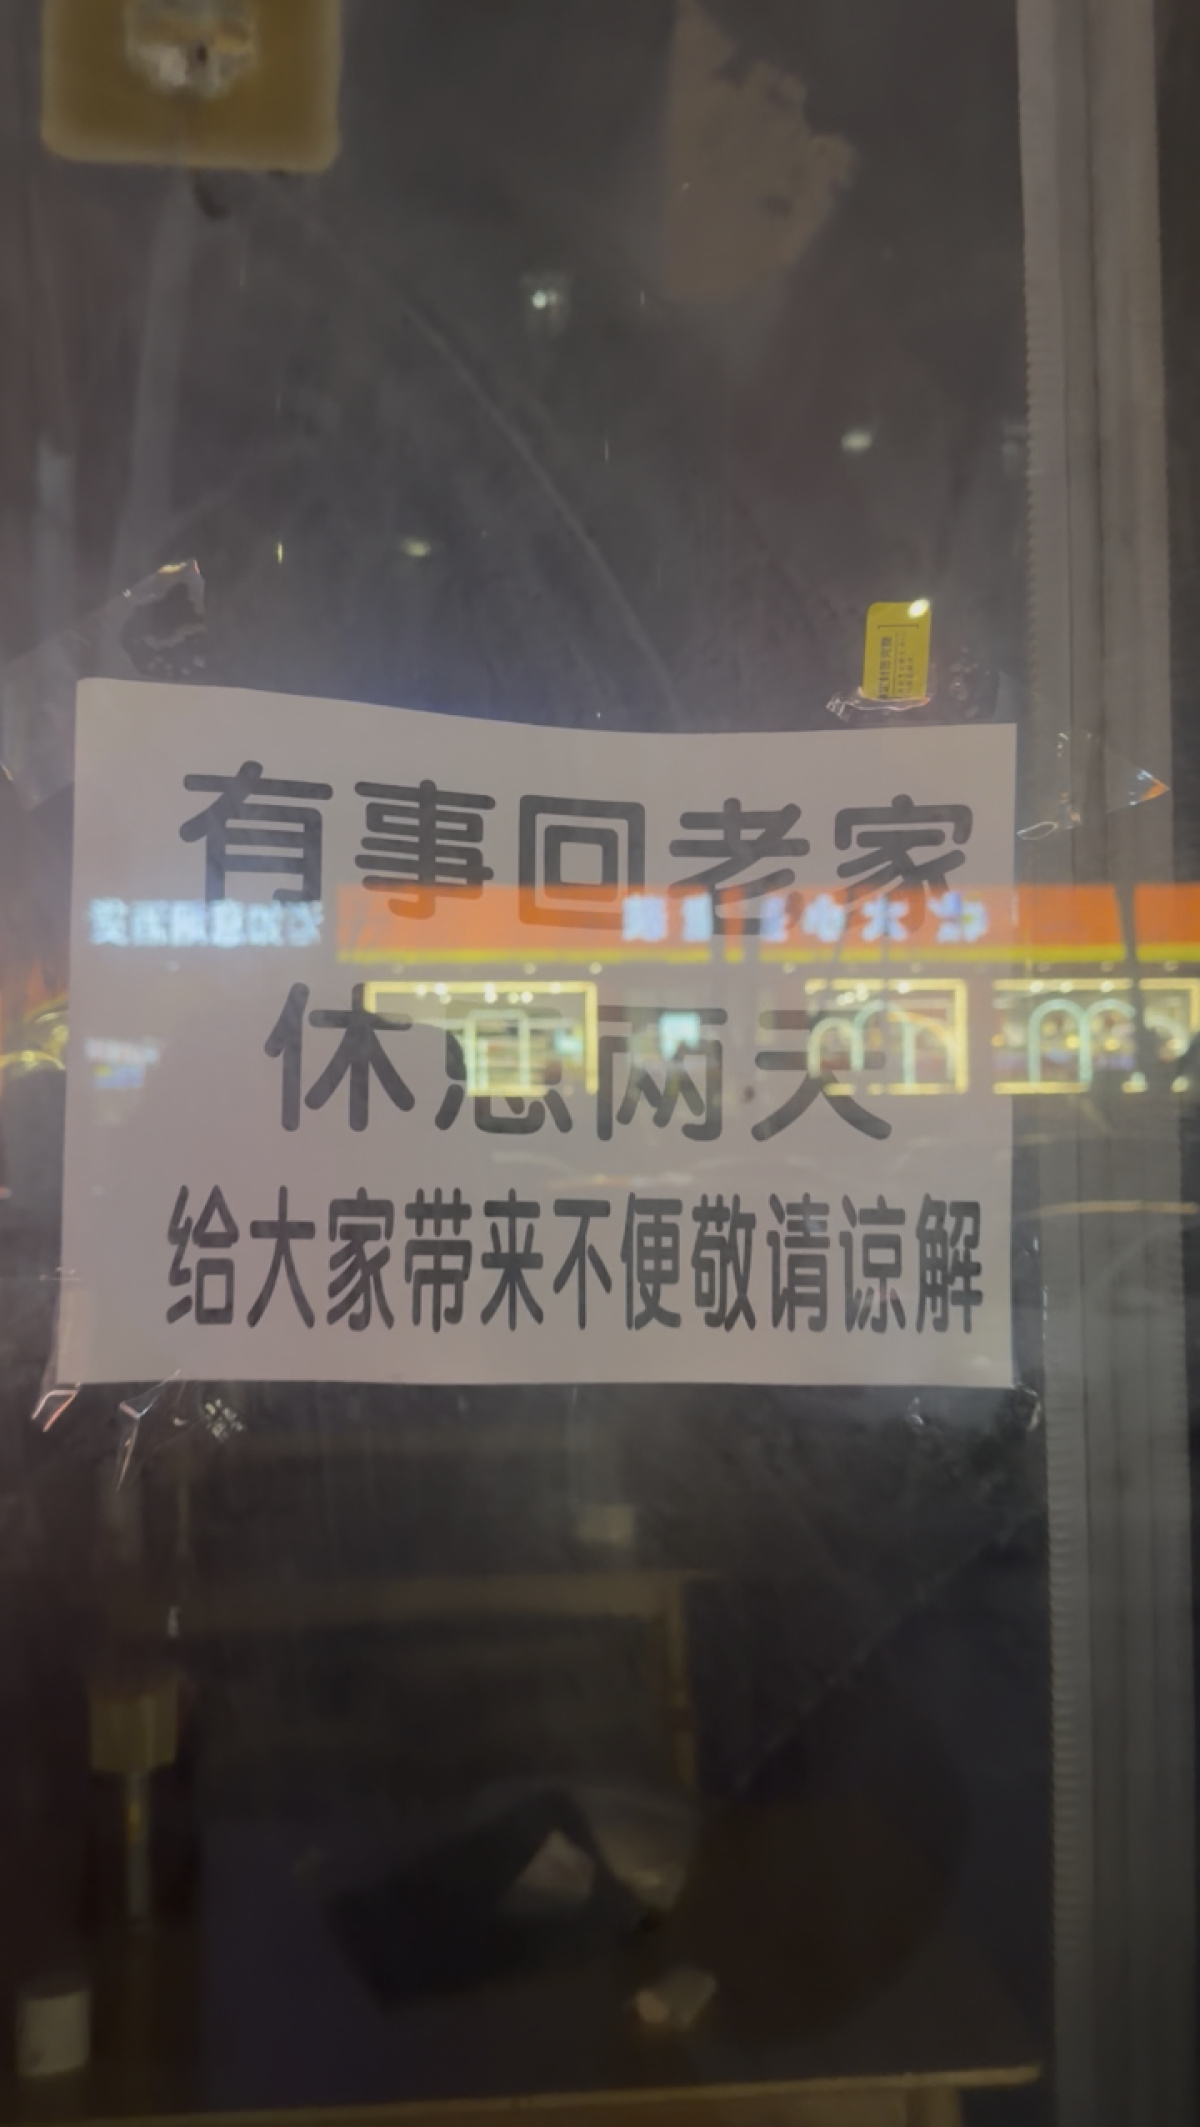 有事回老家
休息两天
给大家带来不便敬请谅解